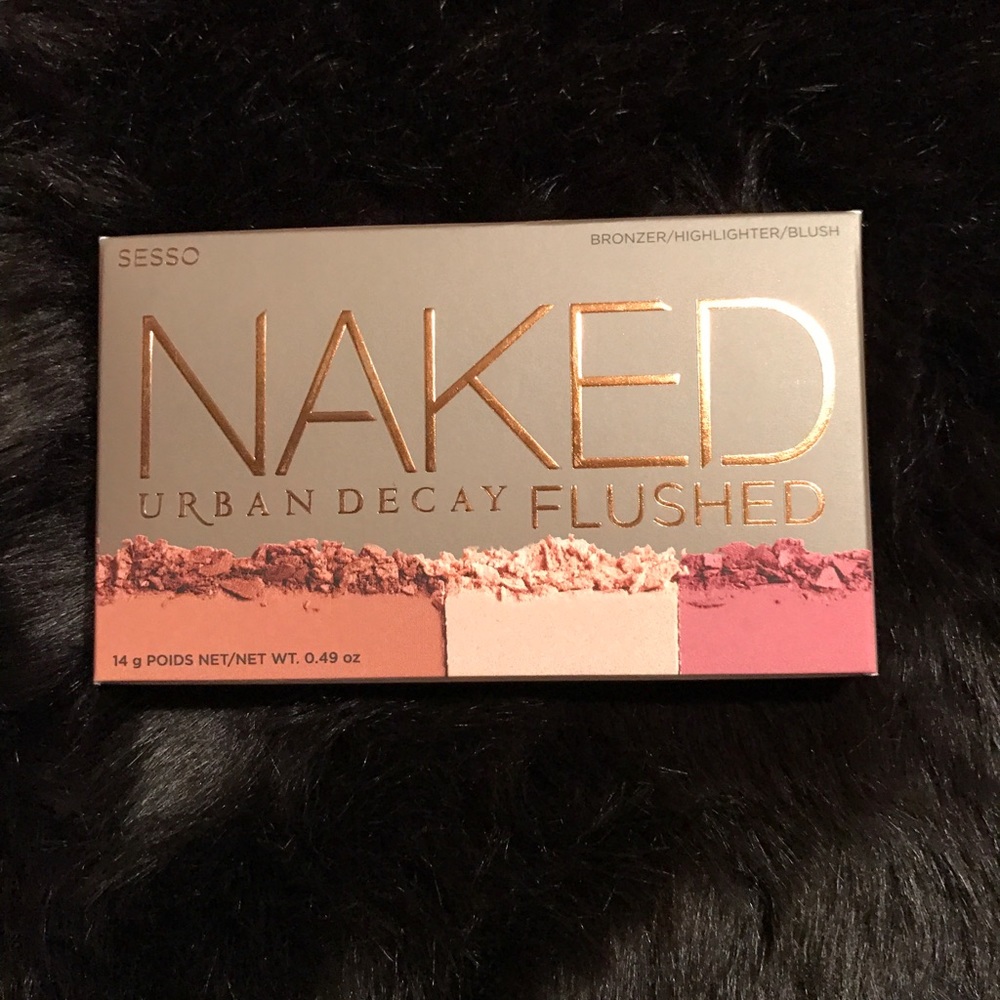 SESSO
BRONZER/HIGHLIGHTER/BLUSH
NAKED
URBAN DECAY FLUSHED
14 g POIDS NET/NET WT. 0.49 oz